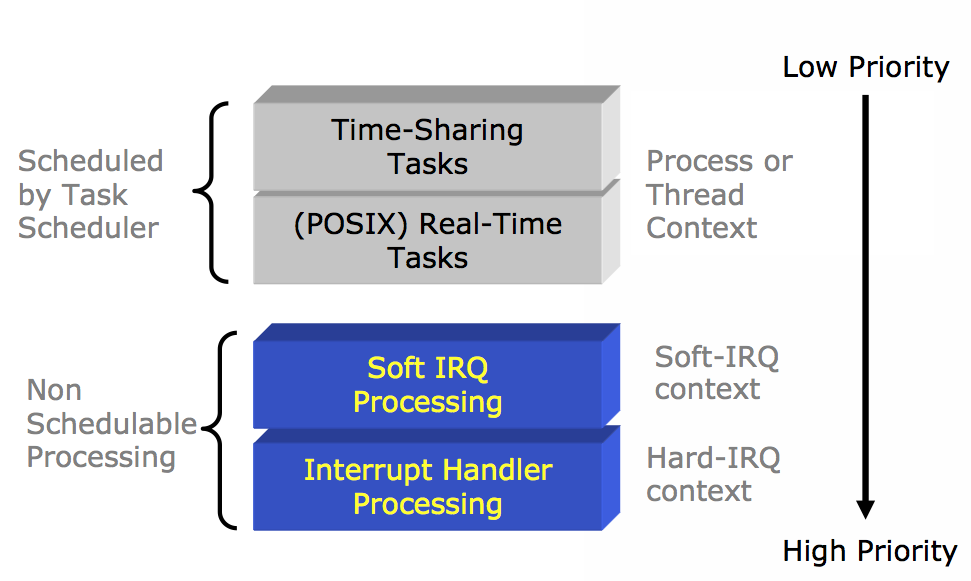 Low Priority
Scheduled
by Task
Scheduler
Time-Sharing
Tasks
(POSIX) Real-Time
Tasks
Process or
Thread
Context
Non
Schedulable
Processing
Soft IRQ
Processing
Soft-IRQ
context
Interrupt Handler
Processing
Hard-IRQ
context
High Priority